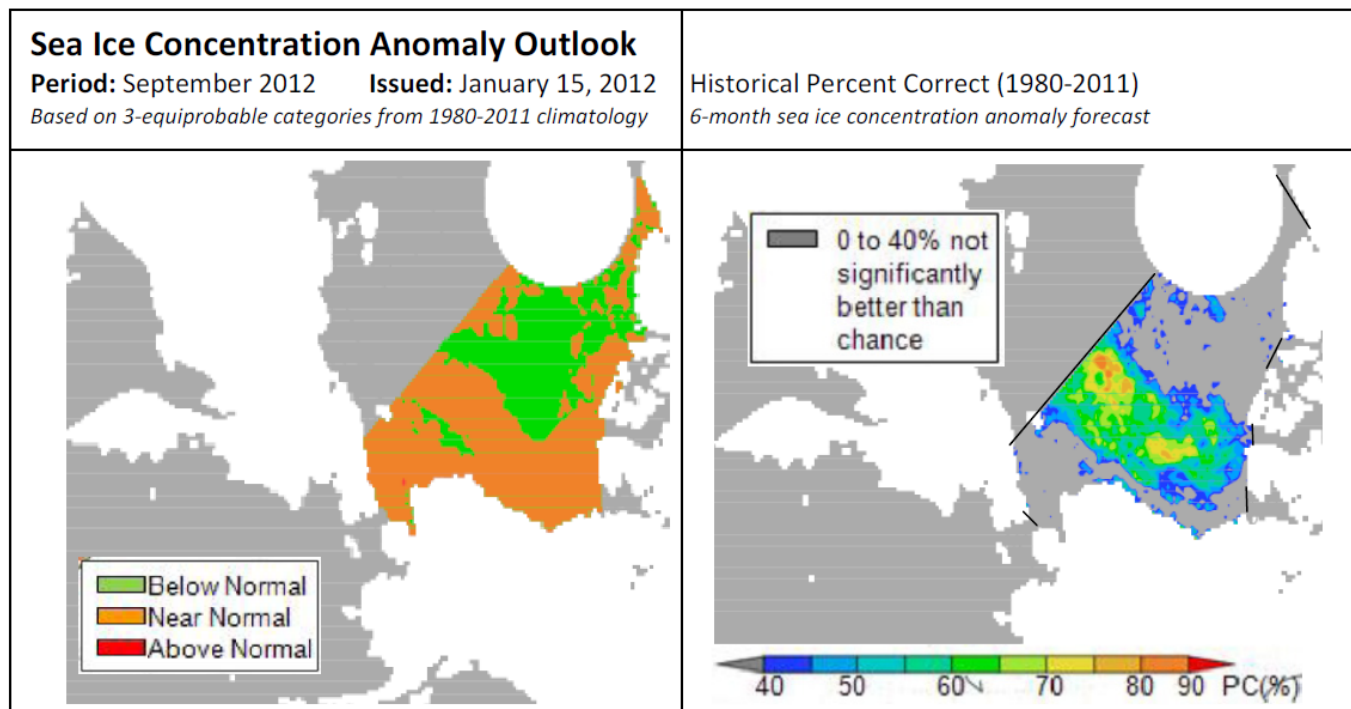 Sea Ice Concentration Anomaly Outlook
Period: September 2012 Issued: January 15, 2012
Based on 3-equiprobable categories from 1980-2011 climatology
Historical Percent Correct (1980-2011)
6-month sea ice concentration anomaly forecast
Below Normal
Near Normal
Above Normal
0 to 40% not
significantly
better than
chance
40 50 60 70 80 90 PC(%)